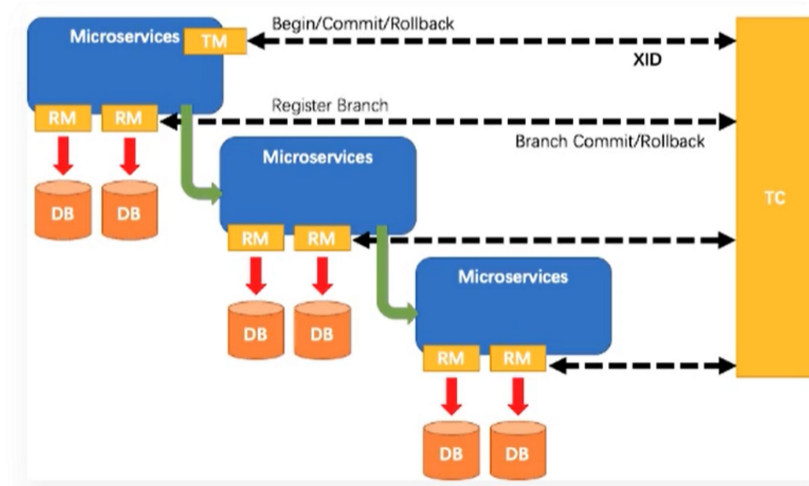 Begin/Commit/Rollback
Microservices
TM
XID
RM
RM
Register Branch
Branch Commit/Rollback
Microservices
TC
DB
DB
RM
RM
Microservices
DB
DB
RM
RM
DB
DB